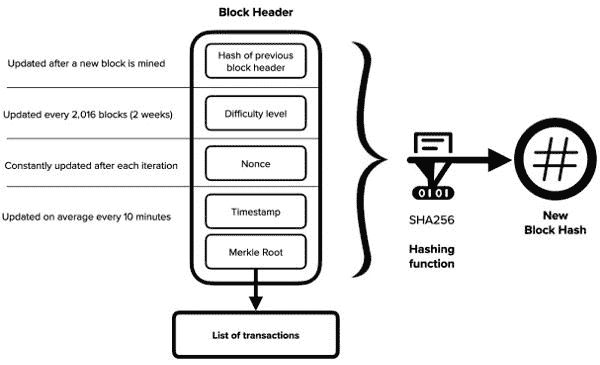 Block Header
Updated after a new block is mined
Hash of previous
block header
Updated every 2,016 blocks (2 weeks)
Difficulty level
Constantly updated after each iteration
Nonce
Updated on average every 10 minutes
Timestamp
Merkle Root
List of transactions
0101
SHA256
Hashing
function
#
New
Block Hash